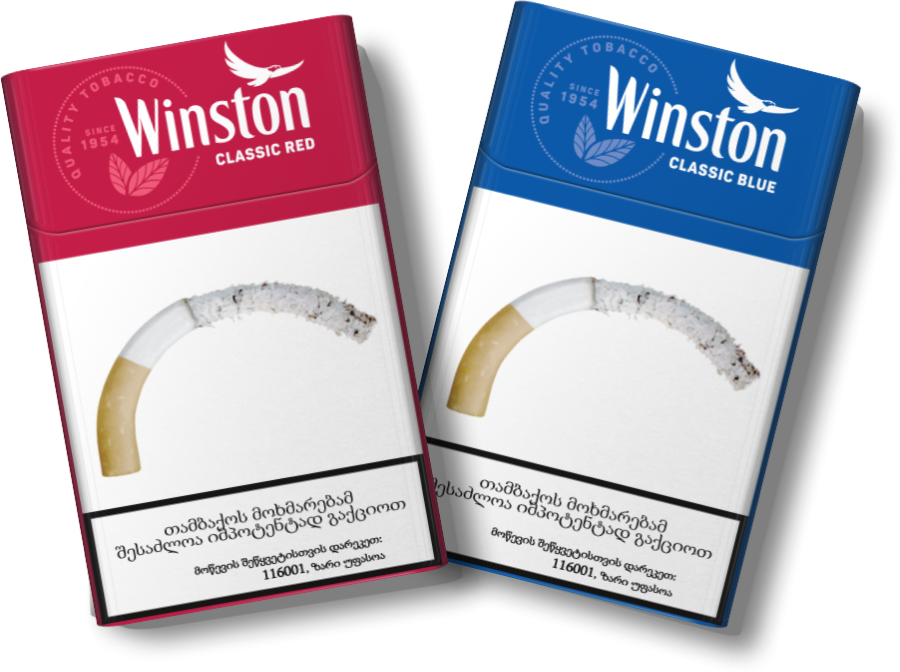 QUALITY TOBACCO
SINCE
1954
Winston
CLASSIC RED
თამბაქოს მოხმარებამ
შესაძლოა იმპოტენტად გაქციოთ
მოწევის შეწყვეტისთვის დარეკეთ:
116001, ზარი უფასოა
QUALITY TOBACCO
SINCE
1954
Winston
CLASSIC BLUE
თამბაქოს მოხმარებამ
შესაძლოა იმპოტენტად გაქციოთ
მოწევის შეწყვეტისთვის დარეკეთ:
116001, ზარი უფასოა